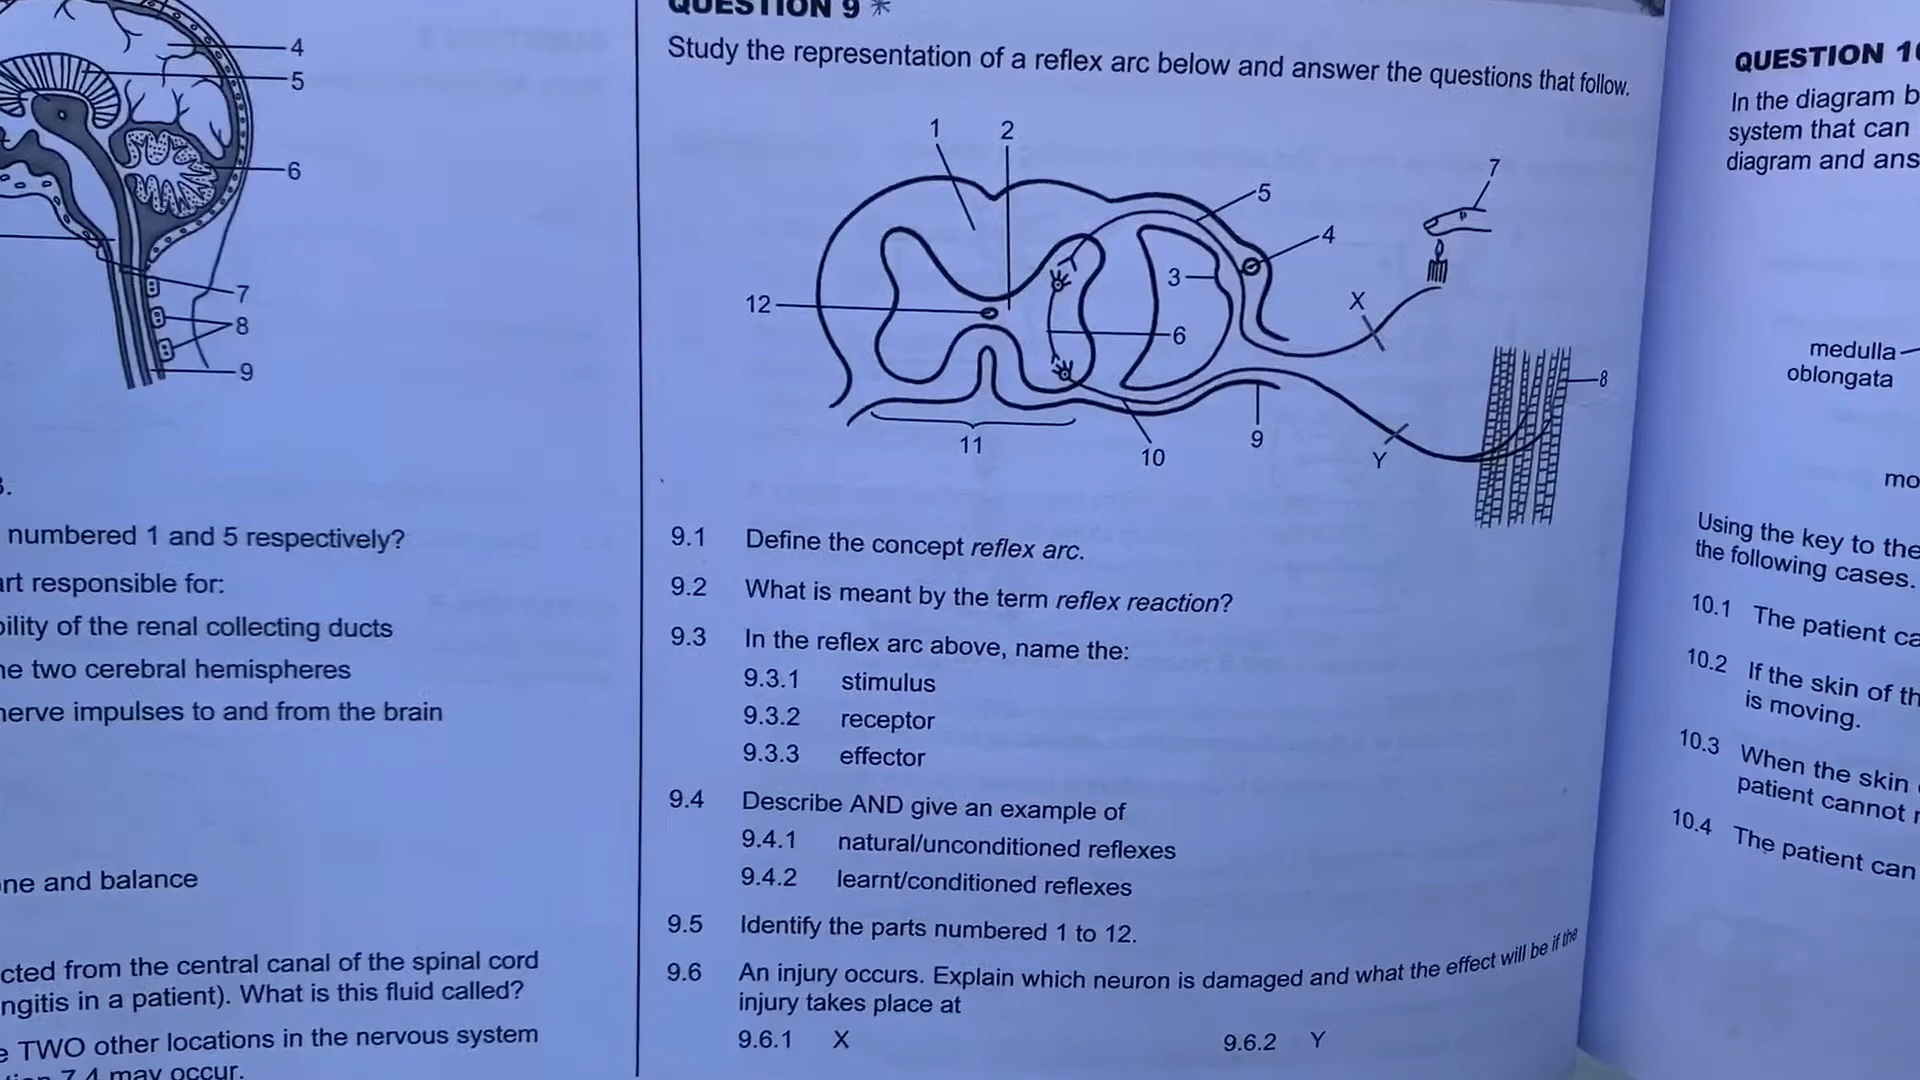 4
5
6
7
8
9
numbered 1 and 5 respectively?
responsible for:
of the renal collecting ducts
two cerebral hemispheres
nerve impulses to and from the brain
and balance
from the central canal of the spinal cord
in a patient). What is this fluid called?
TWO other locations in the nervous system
7.4 may occur.
QUESTION 9 *
Study the representation of a reflex arc below and answer the questions that follow.
1
2
5
7
4
3
X
12
6
8
11
10
9
Y
9.1 Define the concept reflex arc.
9.2 What is meant by the term reflex reaction?
9.3 In the reflex arc above, name the:
9.3.1 stimulus
9.3.2 receptor
9.3.3 effector
9.4 Describe AND give an example of
9.4.1 natural/unconditioned reflexes
9.4.2 learnt/conditioned reflexes
9.5 Identify the parts numbered 1 to 12.
9.6 An injury occurs. Explain which neuron is damaged and what the effect will be if the
injury takes place at
9.6.1 X 9.6.2 Y
QUESTION
In the diagram
system that can
diagram and
medulla
oblongata
Using the key to the
the following cases.
10.1 The patient
10.2 If the skin of
is moving.
10.3 When the skin
patient cannot
10.4 The patient can